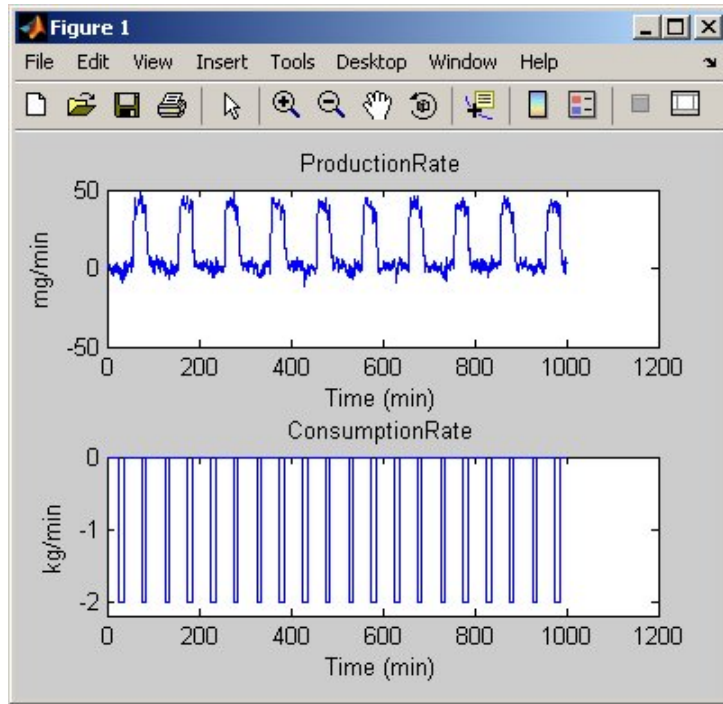 Figure 1
File Edit View Insert Tools Desktop Window Help
ProductionRate
50
0
-50
mg/min
0 200 400 600 800 1000 1200
Time (min)
ConsumptionRate
0
-1
-2
kg/min
0 200 400 600 800 1000 1200
Time (min)